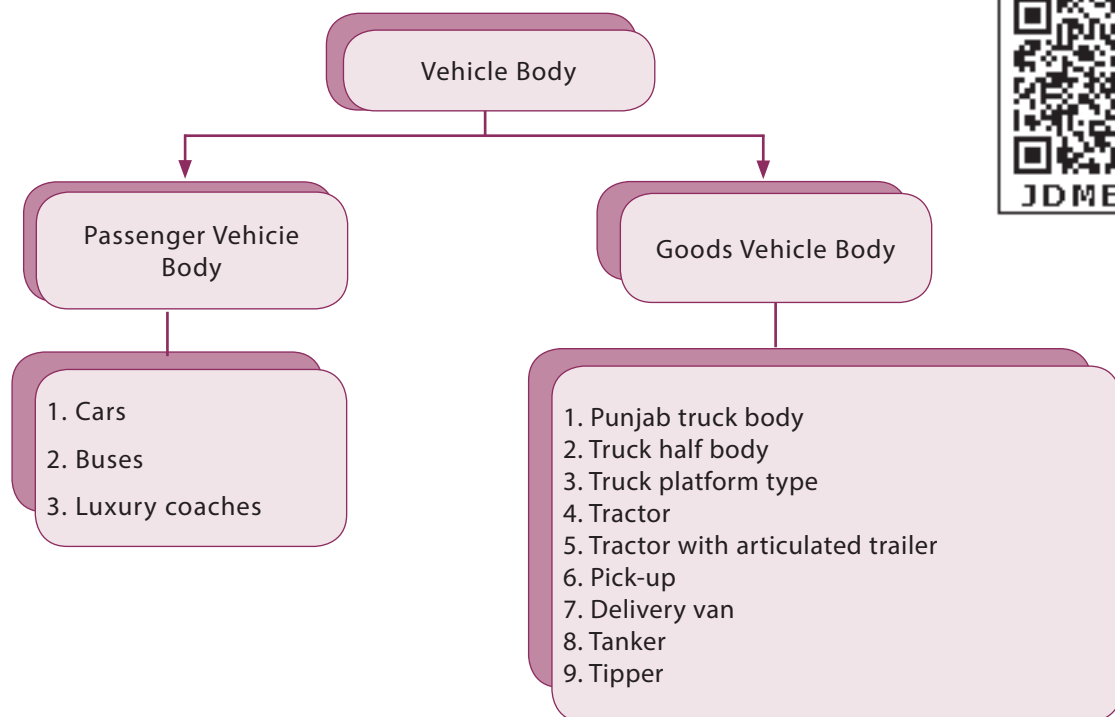 Vehicle Body
Passenger Vehicie
Body
Goods Vehicle Body
1. Cars
2. Buses
3. Luxury coaches
1. Punjab truck body
2. Truck half body
3. Truck platform type
4. Tractor
5. Tractor with articulated trailer
6. Pick-up
7. Delivery van
8. Tanker
9. Tipper